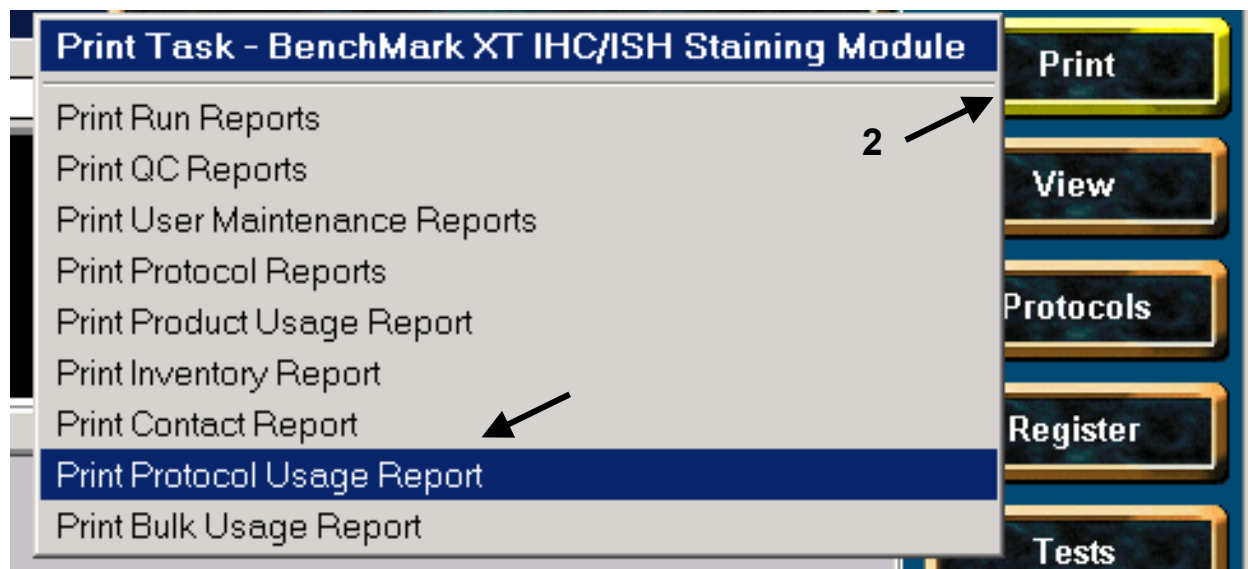 Print Task - BenchMark XT IHC/ISH Staining Module
Print Run Reports
Print QC Reports
Print User Maintenance Reports
Print Protocol Reports
Print Product Usage Report
Print Inventory Report
Print Contact Report
Print Protocol Usage Report
Print Bulk Usage Report
2
Print
View
Protocols
Register
Tests